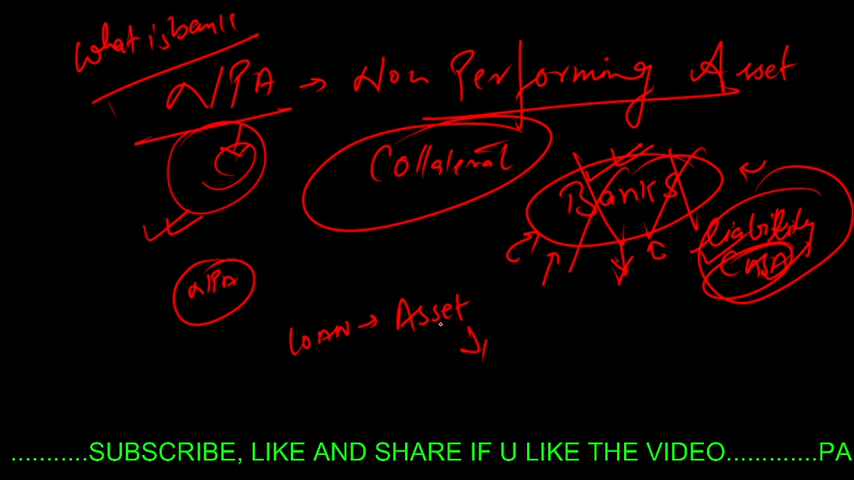 What is bank
NPA → Non Performing Asset
Collateral
Banks
liability
NPA
LOAN → Asset
...........SUBSCRIBE, LIKE AND SHARE IF U LIKE THE VIDEO.............PA